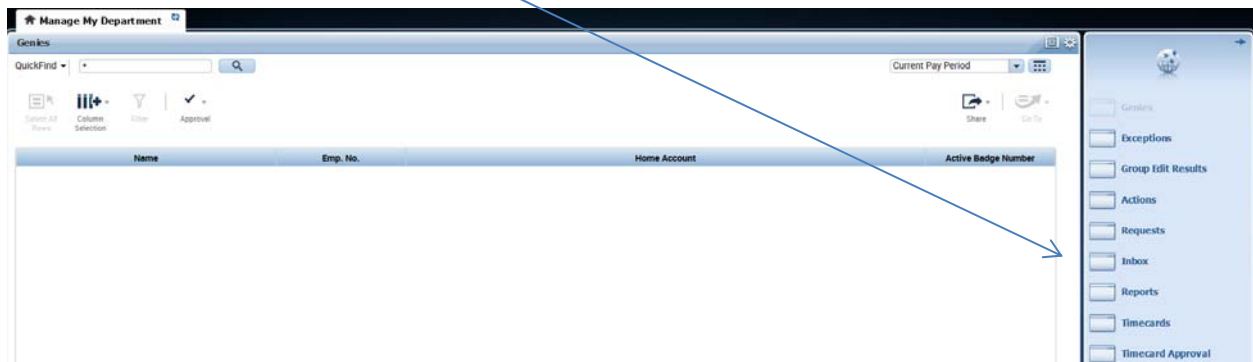 Manage My Department
Genies
QuickFind
*
Current Pay Period
Select All Rows
Column Selection
Filter
Approval
Share
Go To
Name Emp. No. Home Account Active Badge Number
Genies
Exceptions
Group Edit Results
Actions
Requests
Inbox
Reports
Timecards
Timecard Approval